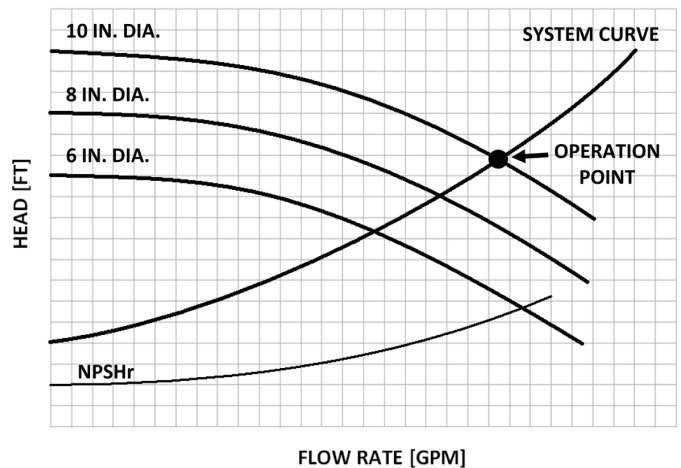 10 IN. DIA.
SYSTEM CURVE
8 IN. DIA.
6 IN. DIA.
OPERATION
POINT
HEAD [FT]
NPSHr
FLOW RATE [GPM]